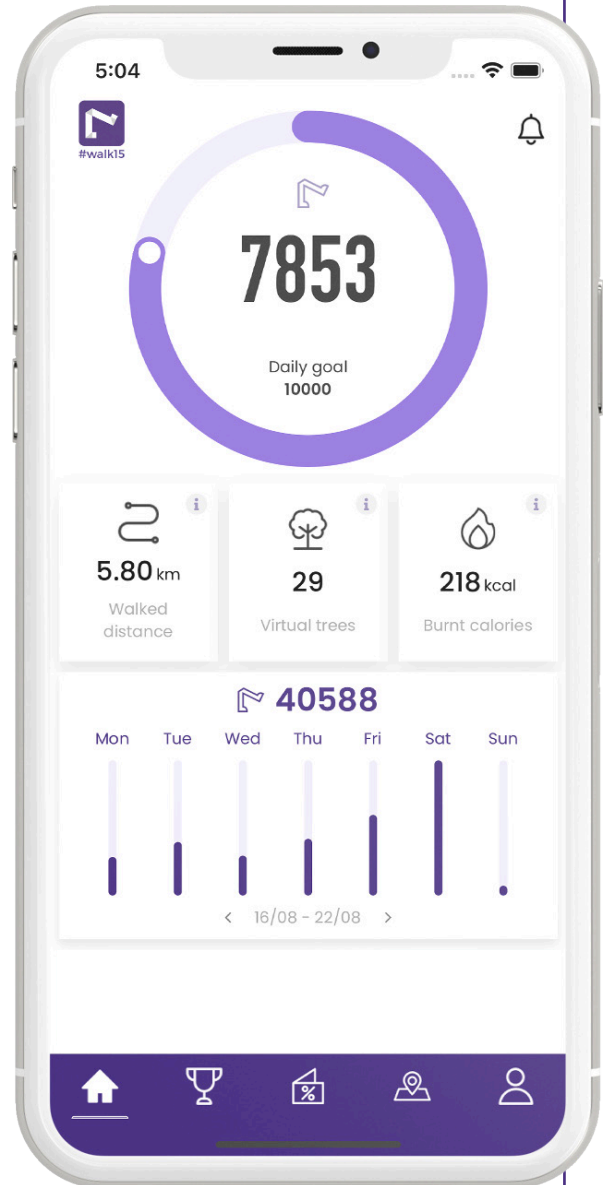 5:04
#walk15
7853
Daily goal
10000
i
i
i
5.80 km
29
218 kcal
Walked
distance
Virtual trees
Burnt calories
40588
Mon Tue Wed Thu Fri Sat Sun
< 16/08 - 22/08 >
%